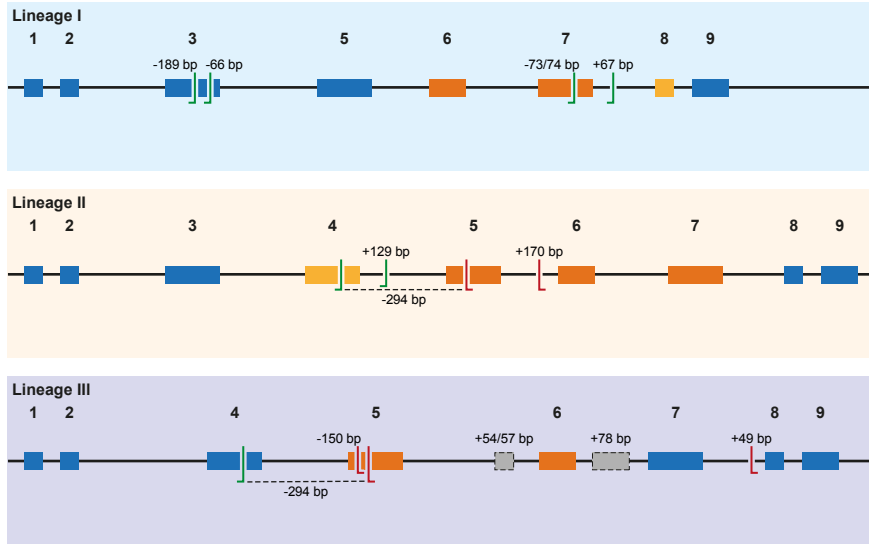 Lineage I
1 2 3 5 6 7 8 9
-189 bp -66 bp -73/74 bp +67 bp
Lineage II
1 2 3 4 5 6 7 8 9
+129 bp +170 bp
-294 bp
Lineage III
1 2 4 5 6 7 8 9
-150 bp +54/57 bp +78 bp +49 bp
-294 bp